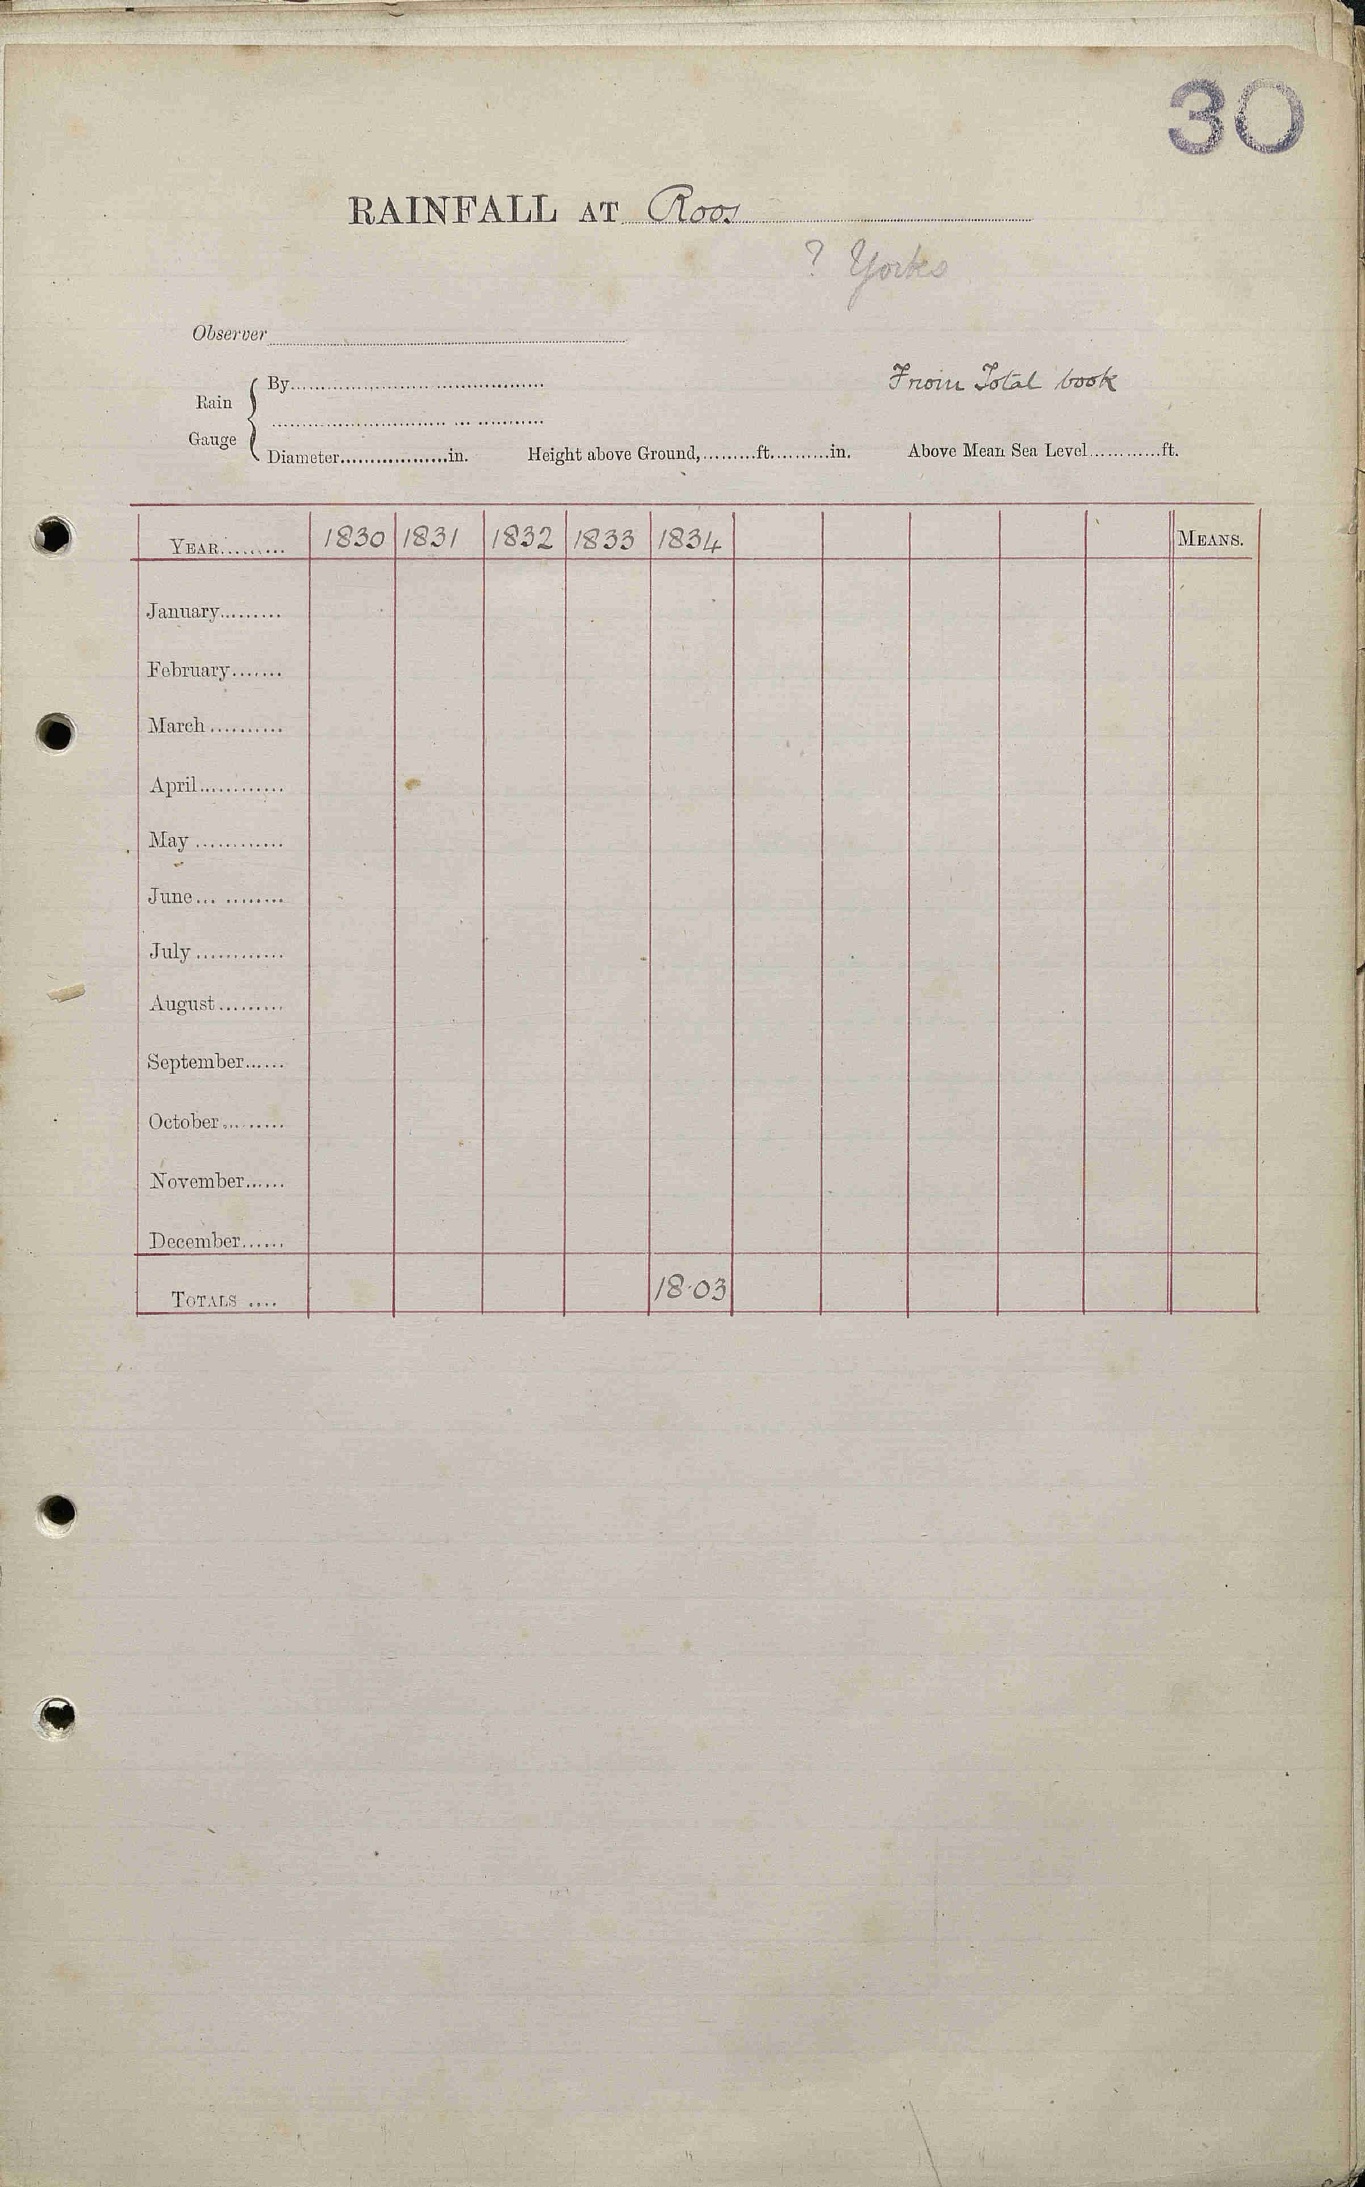 30
RAINFALL AT Roos
? Yorks
Observer
Rain Gauge
By
From Total book
Diameter in. Height above Ground, ft. in. Above Mean Sea Level ft.
YEAR 1830 1831 1832 1833 1834 MEANS.
January
February
March
April
May
June
July
August
September
October
November
December
TOTALS 18.03